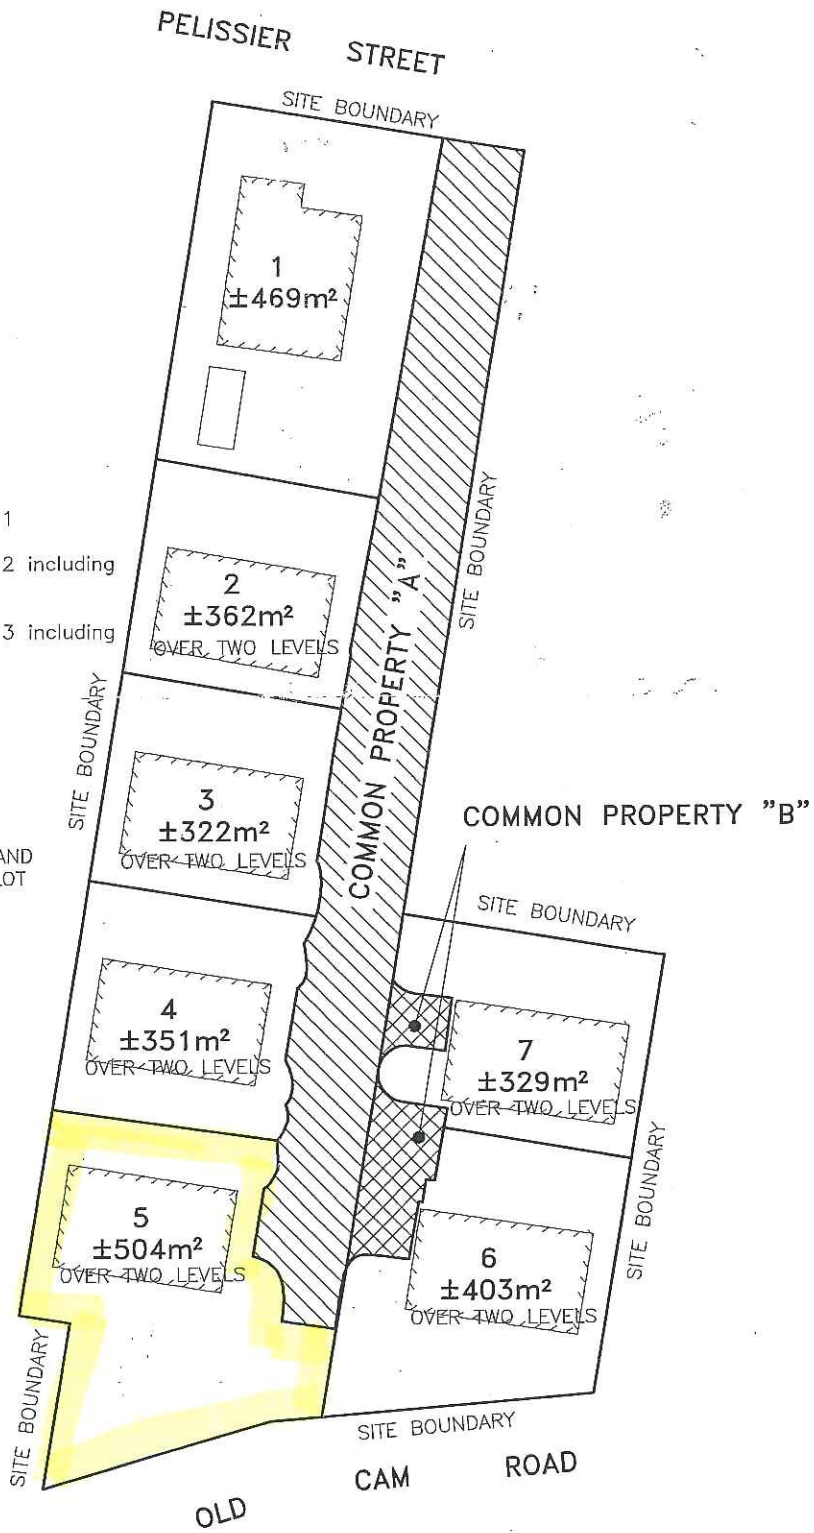 PELISSIER STREET
SITE BOUNDARY
1
±469m²
1
2 including
3 including
SITE BOUNDARY
COMMON PROPERTY "A"
2
±362m²
OVER TWO LEVELS
SITE BOUNDARY
3
±322m²
OVER TWO LEVELS
COMMON PROPERTY "B"
AND
LOT
SITE BOUNDARY
4
±351m²
OVER TWO LEVELS
7
±329m²
OVER TWO LEVELS
SITE BOUNDARY
5
±504m²
OVER TWO LEVELS
6
±403m²
OVER TWO LEVELS
SITE BOUNDARY
SITE BOUNDARY
OLD CAM ROAD